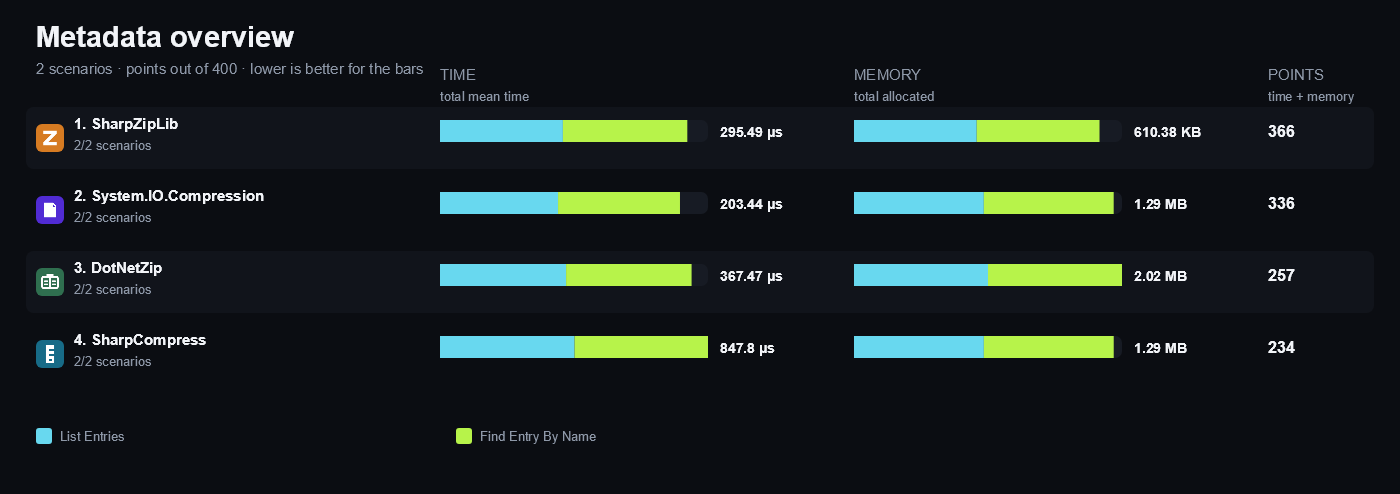 Metadata overview
2 scenarios · points out of 400 · lower is better for the bars
TIME
total mean time
MEMORY
total allocated
POINTS
time + memory
1. SharpZipLib
2/2 scenarios
295.49 µs
610.38 KB
366
2. System.IO.Compression
2/2 scenarios
203.44 µs
1.29 MB
336
3. DotNetZip
2/2 scenarios
367.47 µs
2.02 MB
257
4. SharpCompress
2/2 scenarios
847.8 µs
1.29 MB
234
List Entries
Find Entry By Name